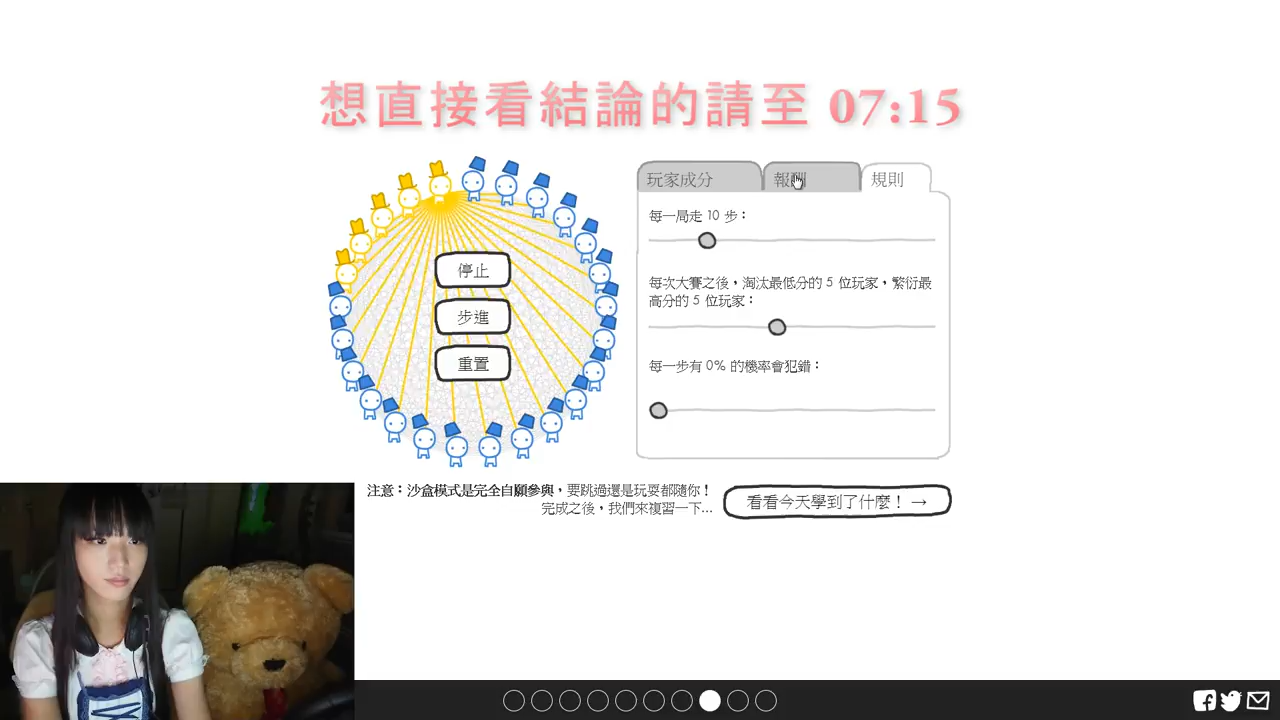 想直接看結論的請至 07:15
玩家成分
報酬
規則
每一局走 10 步：
每次大賽之後，淘汰最低分的 5 位玩家，繁衍最
高分的 5 位玩家：
每一步有 0% 的機率會犯錯：
停止
步進
重置
注意：沙盒模式是完全自願參與，要跳過還是玩耍都隨你！
完成之後，我們來複習一下...
看看今天學到了什麼！ →